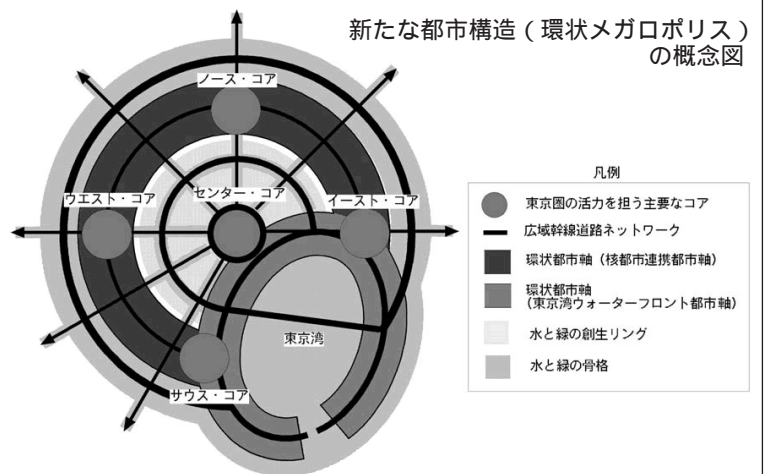 新たな都市構造(環状メガロポリス)
の概念図
ノース・コア
ウエスト・コア
センター・コア
イースト・コア
東京湾
サウス・コア
凡例
東京圏の活力を担う主要なコア
広域幹線道路ネットワーク
環状都市軸(核都市連携都市軸)
環状都市軸
(東京湾ウォーターフロント都市軸)
水と緑の創生リング
水と緑の骨格